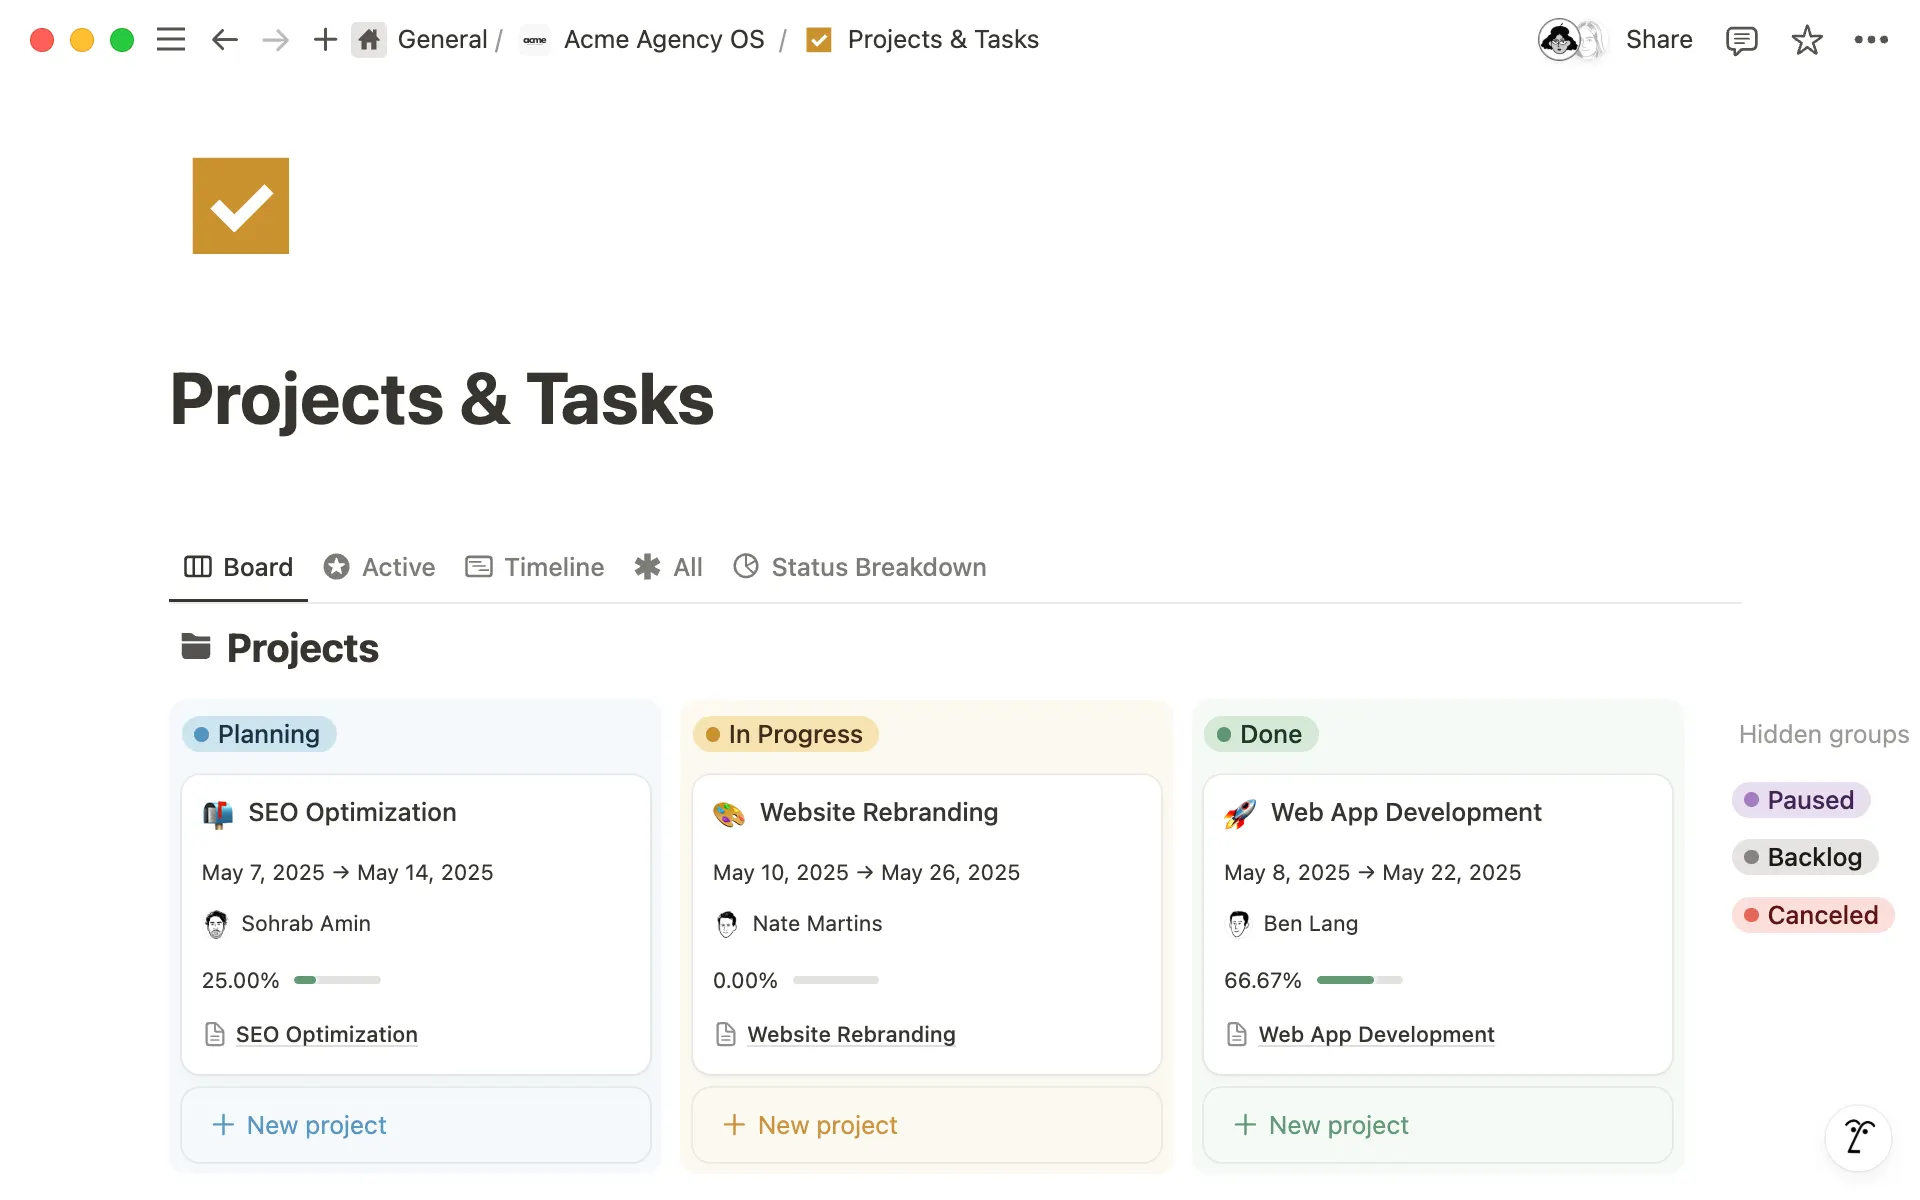 General / acme Acme Agency OS / Projects & Tasks Share
Projects & Tasks
Board Active Timeline All Status Breakdown
Projects
Planning
SEO Optimization
May 7, 2025 → May 14, 2025
Sohrab Amin
25.00%
SEO Optimization
+ New project
In Progress
Website Rebranding
May 10, 2025 → May 26, 2025
Nate Martins
0.00%
Website Rebranding
+ New project
Done
Web App Development
May 8, 2025 → May 22, 2025
Ben Lang
66.67%
Web App Development
+ New project
Hidden groups
Paused
Backlog
Canceled